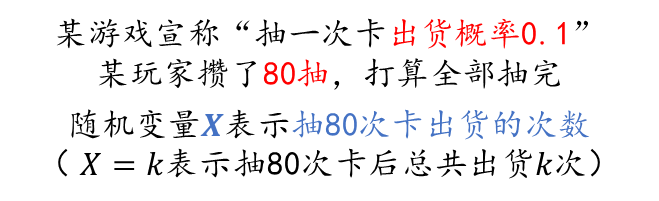 某游戏宣称“抽一次卡出货概率0.1”
某玩家攒了80抽，打算全部抽完
随机变量X表示抽80次卡出货的次数
（X=k表示抽80次卡后总共出货k次）